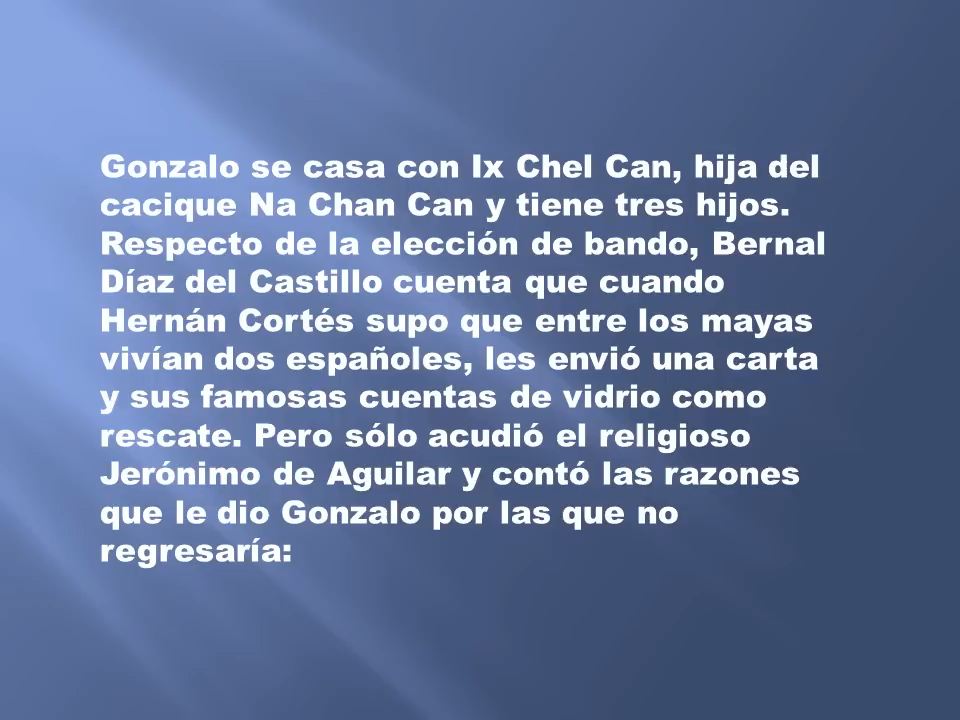 Gonzalo se casa con Ix Chel Can, hija del
cacique Na Chan Can y tiene tres hijos.
Respecto de la elección de bando, Bernal
Díaz del Castillo cuenta que cuando
Hernán Cortés supo que entre los mayas
vivían dos españoles, les envió una carta
y sus famosas cuentas de vidrio como
rescate. Pero sólo acudió el religioso
Jerónimo de Aguilar y contó las razones
que le dio Gonzalo por las que no
regresaría: